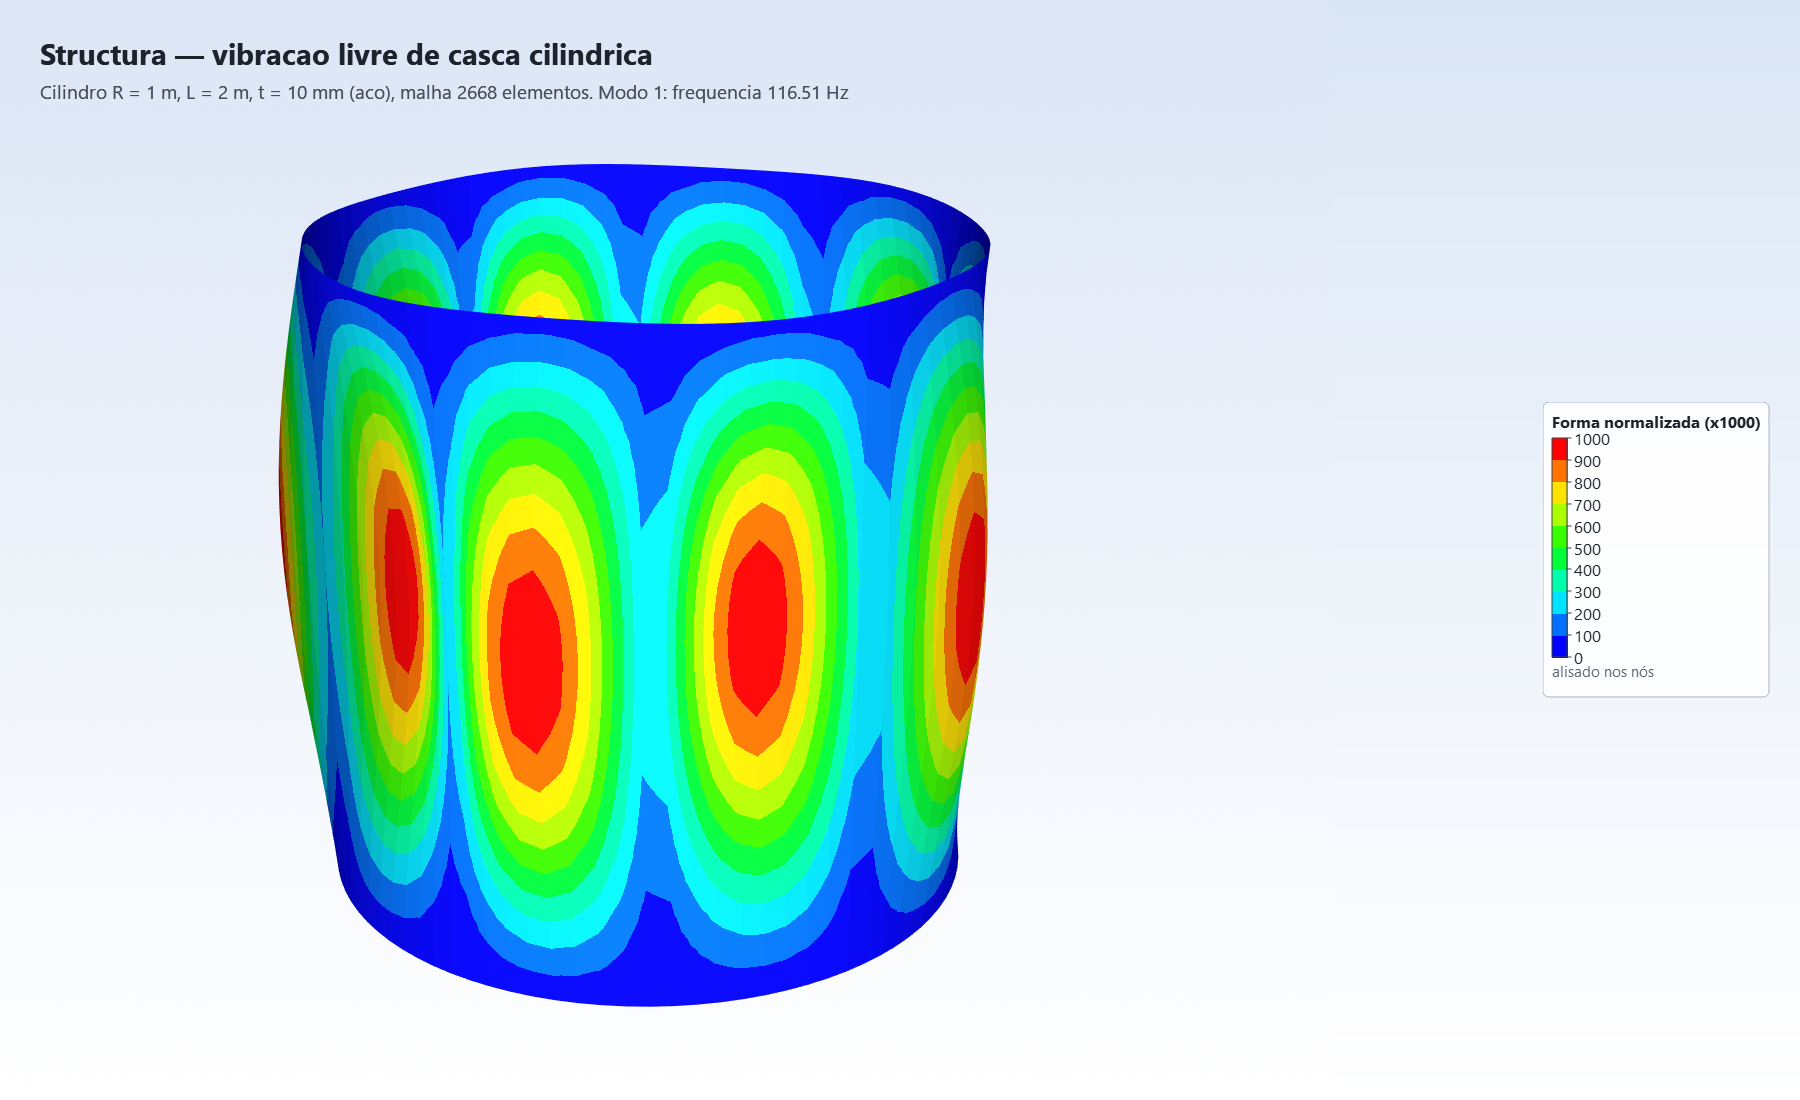 Structura — vibracao livre de casca cilindrica
Cilindro R = 1 m, L = 2 m, t = 10 mm (aco), malha 2668 elementos. Modo 1: frequencia 116.51 Hz
Forma normalizada (x1000)
1000
900
800
700
600
500
400
300
200
100
0
alisado nos nós